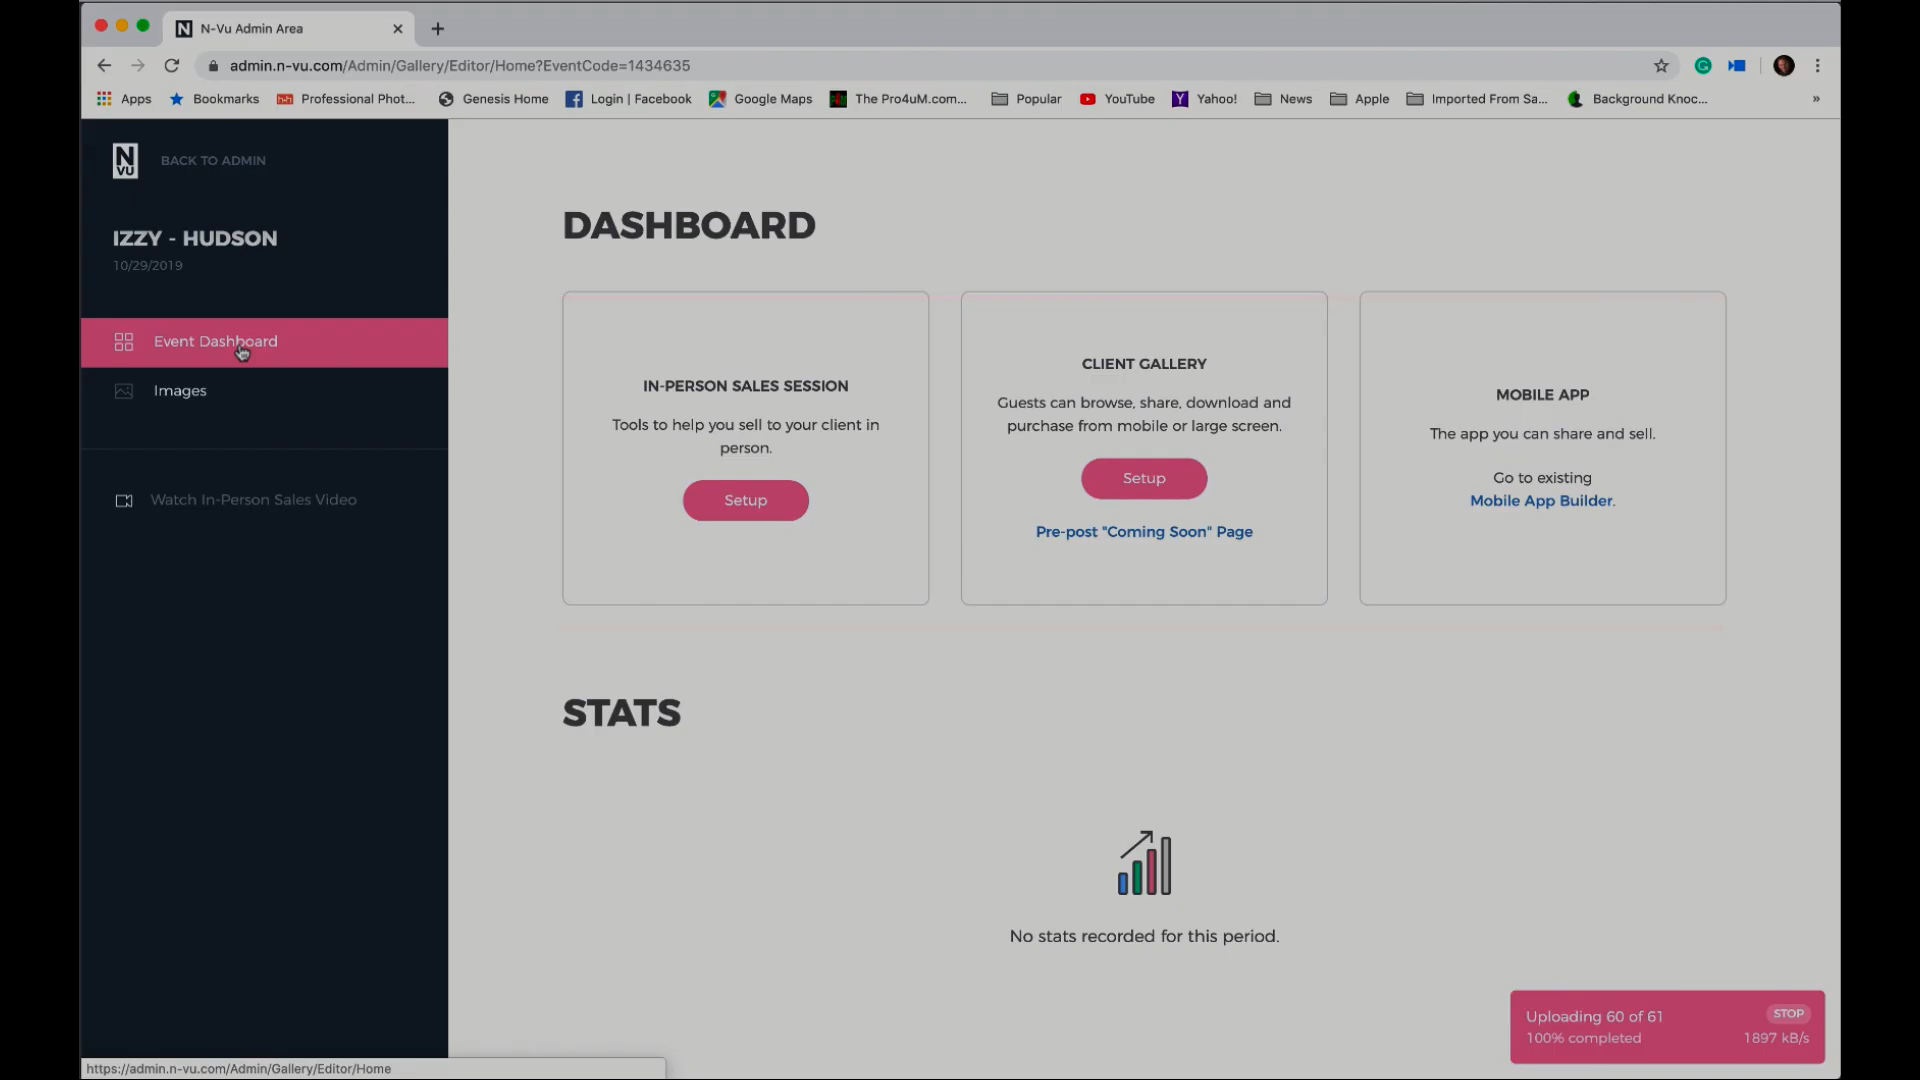 N-Vu Admin Area
admin.n-vu.com/Admin/Gallery/Editor/Home?EventCode=1434635
Apps Bookmarks Professional Phot... Genesis Home Login | Facebook Google Maps The Pro4uM.com... Popular YouTube Yahoo! News Apple Imported From Sa... Background Knoc... »
N VU BACK TO ADMIN
IZZY - HUDSON
10/29/2019
Event Dashboard
Images
Watch In-Person Sales Video
DASHBOARD
IN-PERSON SALES SESSION
Tools to help you sell to your client in
person.
Setup
CLIENT GALLERY
Guests can browse, share, download and
purchase from mobile or large screen.
Setup
Pre-post "Coming Soon" Page
MOBILE APP
The app you can share and sell.
Go to existing
Mobile App Builder.
STATS
No stats recorded for this period.
Uploading 60 of 61 STOP
100% completed 1897 kB/s
https://admin.n-vu.com/Admin/Gallery/Editor/Home